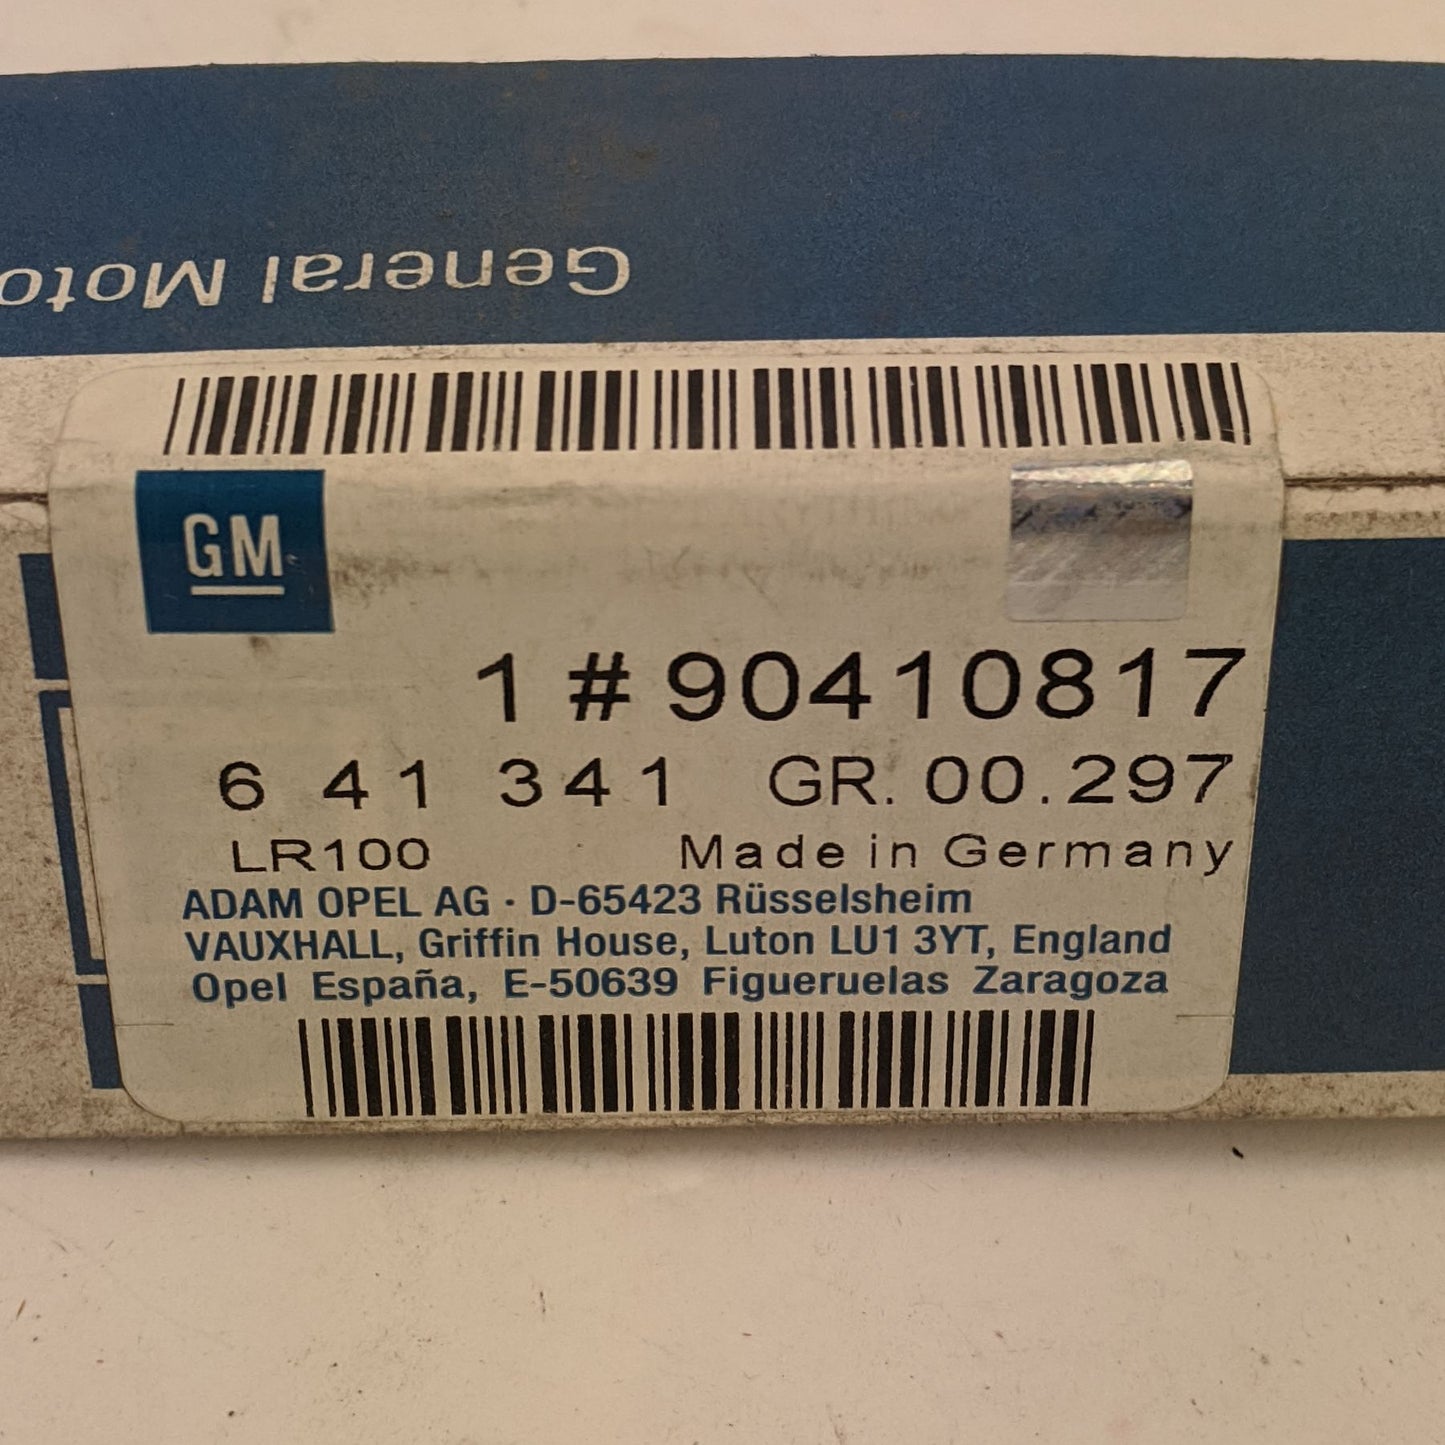 General Moto
GM
1 # 90410817
6 41 341 GR. 00.297
LR100 Made in Germany
ADAM OPEL AG · D-65423 Rüsselsheim
VAUXHALL, Griffin House, Luton LU1 3YT, England
Opel España, E-50639 Figueruelas Zaragoza